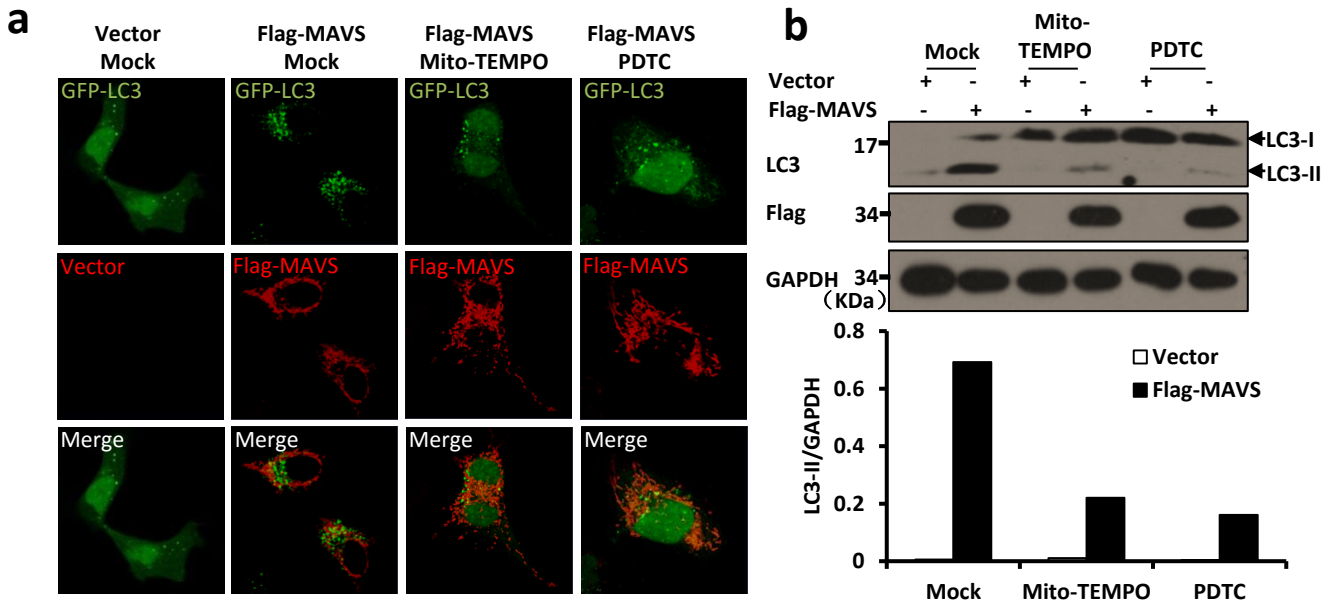 a
Vector
Mock
Flag-MAVS
Mock
Flag-MAVS
Mito-TEMPO
Flag-MAVS
PDTC
GFP-LC3
GFP-LC3
GFP-LC3
GFP-LC3
Vector
Flag-MAVS
Flag-MAVS
Flag-MAVS
Merge
Merge
Merge
Merge
b
Mock
Mito-
TEMPO
PDTC
Vector + - + - + -
Flag-MAVS - + - + - +
LC3
17
LC3-I
LC3-II
Flag
34
GAPDH
34
（KDa）
LC3-II/GAPDH
0.8
0.6
0.4
0.2
0
Vector
Flag-MAVS
Mock
Mito-TEMPO
PDTC